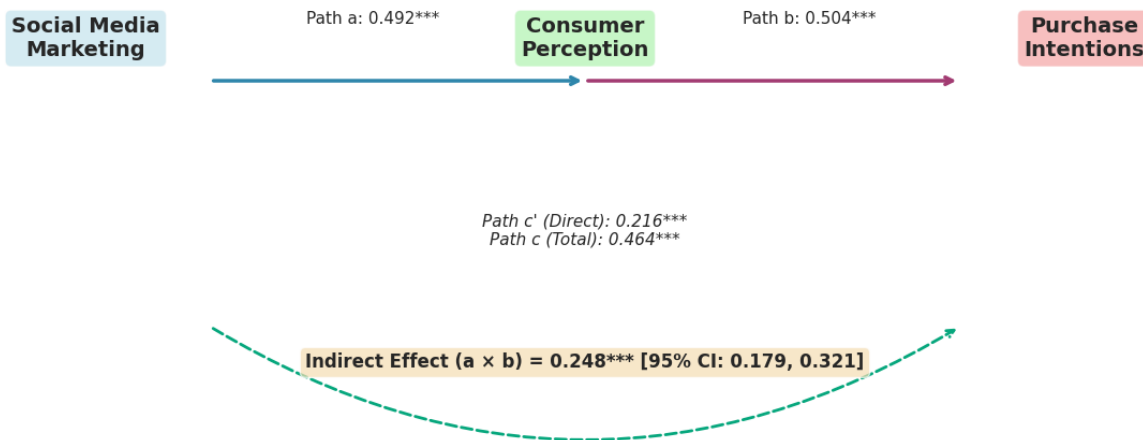 Path a: 0.492***
Path b: 0.504***
Social Media
Marketing
Consumer
Perception
Purchase
Intentions
Path c' (Direct): 0.216***
Path c (Total): 0.464***
Indirect Effect (a × b) = 0.248*** [95% CI: 0.179, 0.321]